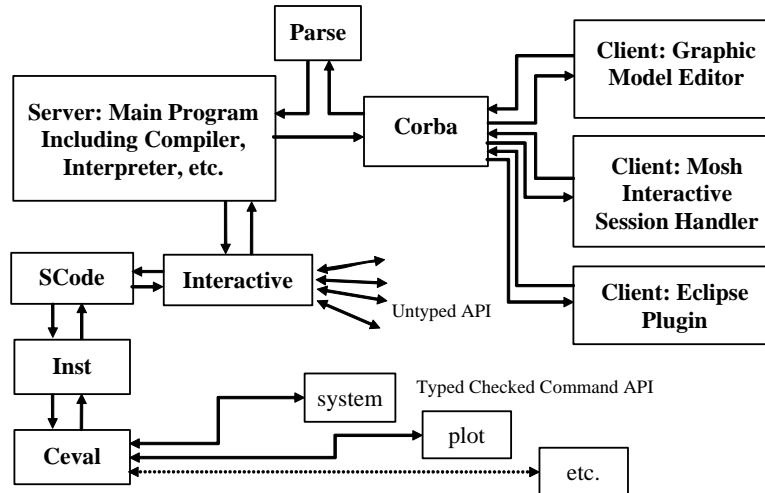 Parse
Client: Graphic
Model Editor
Server: Main Program
Including Compiler,
Interpreter, etc.
Corba
Client: Mosh
Interactive
Session Handler
SCode
Interactive
Untyped API
Client: Eclipse
Plugin
Inst
system
Typed Checked Command API
plot
Ceval
etc.